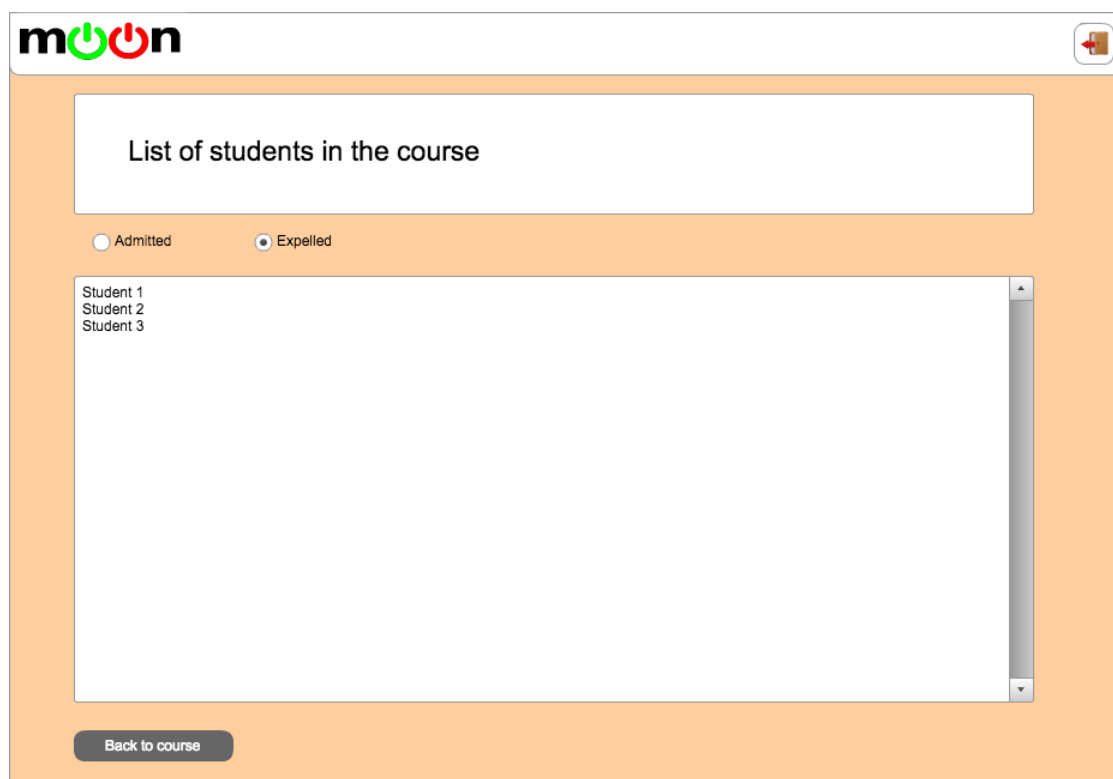 moon
List of students in the course
Admitted Expelled
Student 1
Student 2
Student 3
Back to course